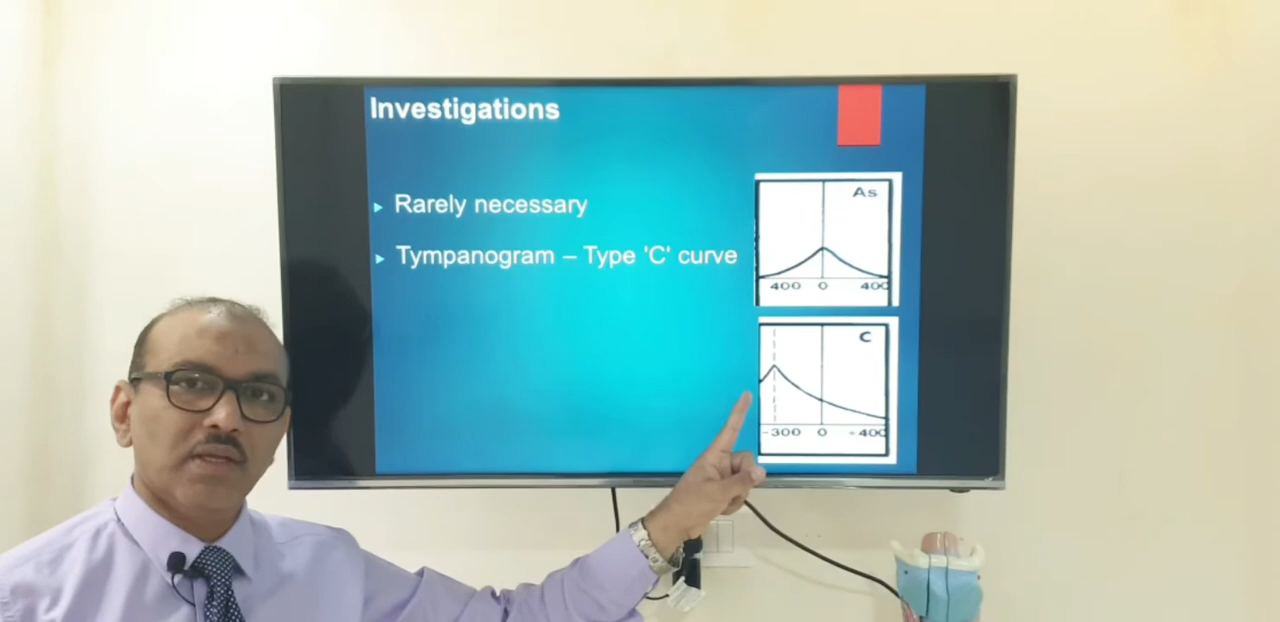 Investigations
Rarely necessary
Tympanogram – Type 'C' curve
As
400 0 400
C
-300 0 +400